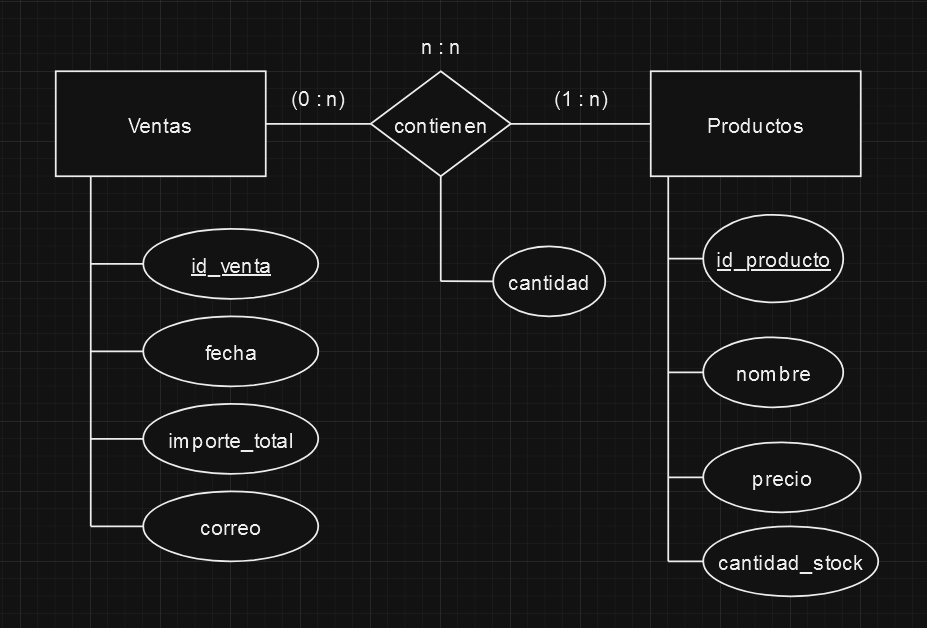 n : n
Ventas
(0 : n)
contienen
(1 : n)
Productos
id_venta
fecha
importe_total
correo
cantidad
id_producto
nombre
precio
cantidad_stock